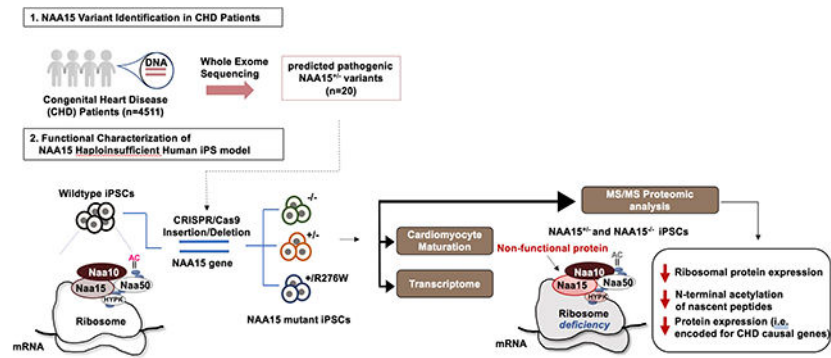 1. NAA15 Variant Identification in CHD Patients
DNA
Congenital Heart Disease
(CHD) Patients (n=4511)
Whole Exome
Sequencing
predicted pathogenic
NAA15+/- variants
(n=20)
2. Functional Characterization of
NAA15 Haploinsufficient Human iPS model
Wildtype iPSCs
CRISPR/Cas9
Insertion/Deletion
NAA15 gene
-/-
+/-
+/R276W
NAA15 mutant iPSCs
AC
Naa10
Naa15
Naa50
HYPK
Ribosome
mRNA
Cardiomyocyte
Maturation
Transcriptome
MS/MS Proteomic
analysis
NAA15+/- and NAA15-/- iPSCs
Non-functional protein
AC
Naa10
Naa15
Naa50
HYPK
Ribosome
deficiency
mRNA
Ribosomal protein expression
N-terminal acetylation
of nascent peptides
Protein expression (i.e.
encoded for CHD causal genes)